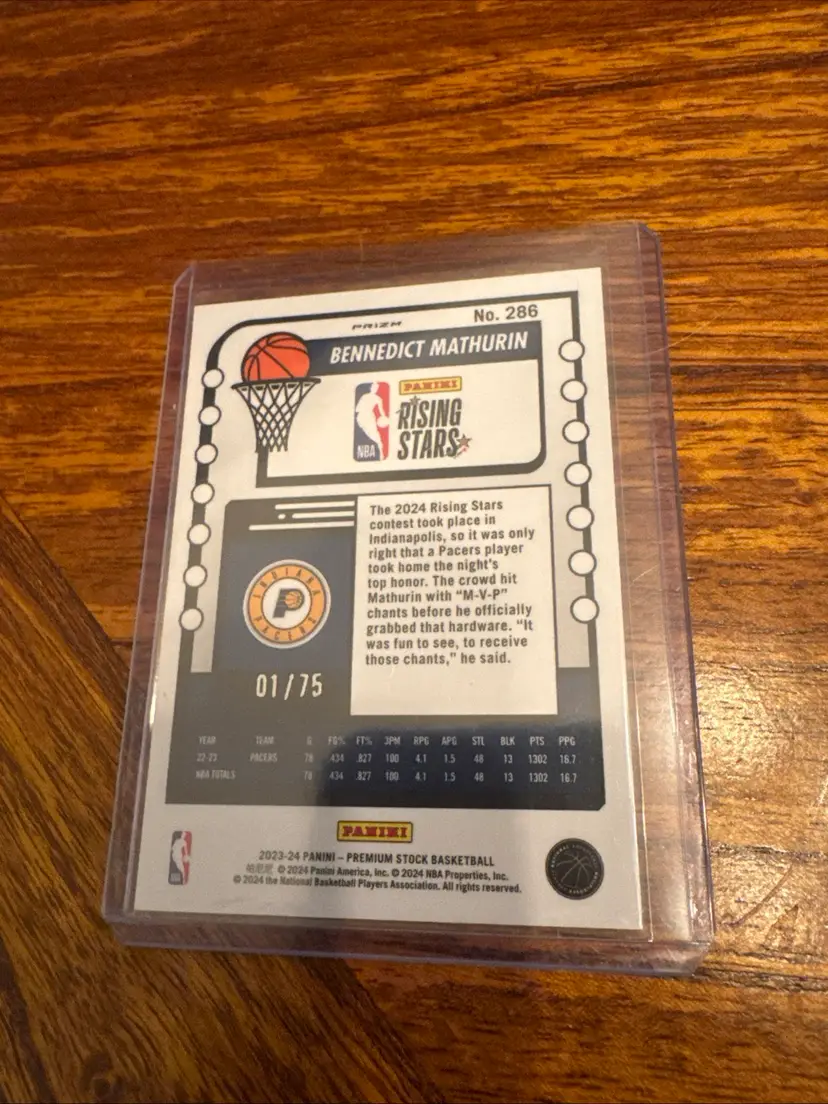 No. 286
PRIZM
BENNEDICT MATHURIN
PANINI
RISING
STARS
NBA
The 2024 Rising Stars
contest took place in
Indianapolis, so it was only
right that a Pacers player
took home the night's
top honor. The crowd hit
Mathurin with “M-V-P”
chants before he officially
grabbed that hardware. “It
was fun to see, to receive
those chants,” he said.
INDIANA
P
PACERS
01/75
YEAR TEAM G FG% FT% 3PM RPG APG STL BLK PTS PPG
22-23 PACERS 78 .434 .827 100 4.1 1.5 48 13 1302 16.7
NBA TOTALS 78 .434 .827 100 4.1 1.5 48 13 1302 16.7
PANINI
2023-24 PANINI – PREMIUM STOCK BASKETBALL
帕尼尼 © 2024 Panini America, Inc. © 2024 NBA Properties, Inc.
© 2024 the National Basketball Players Association. All rights reserved.